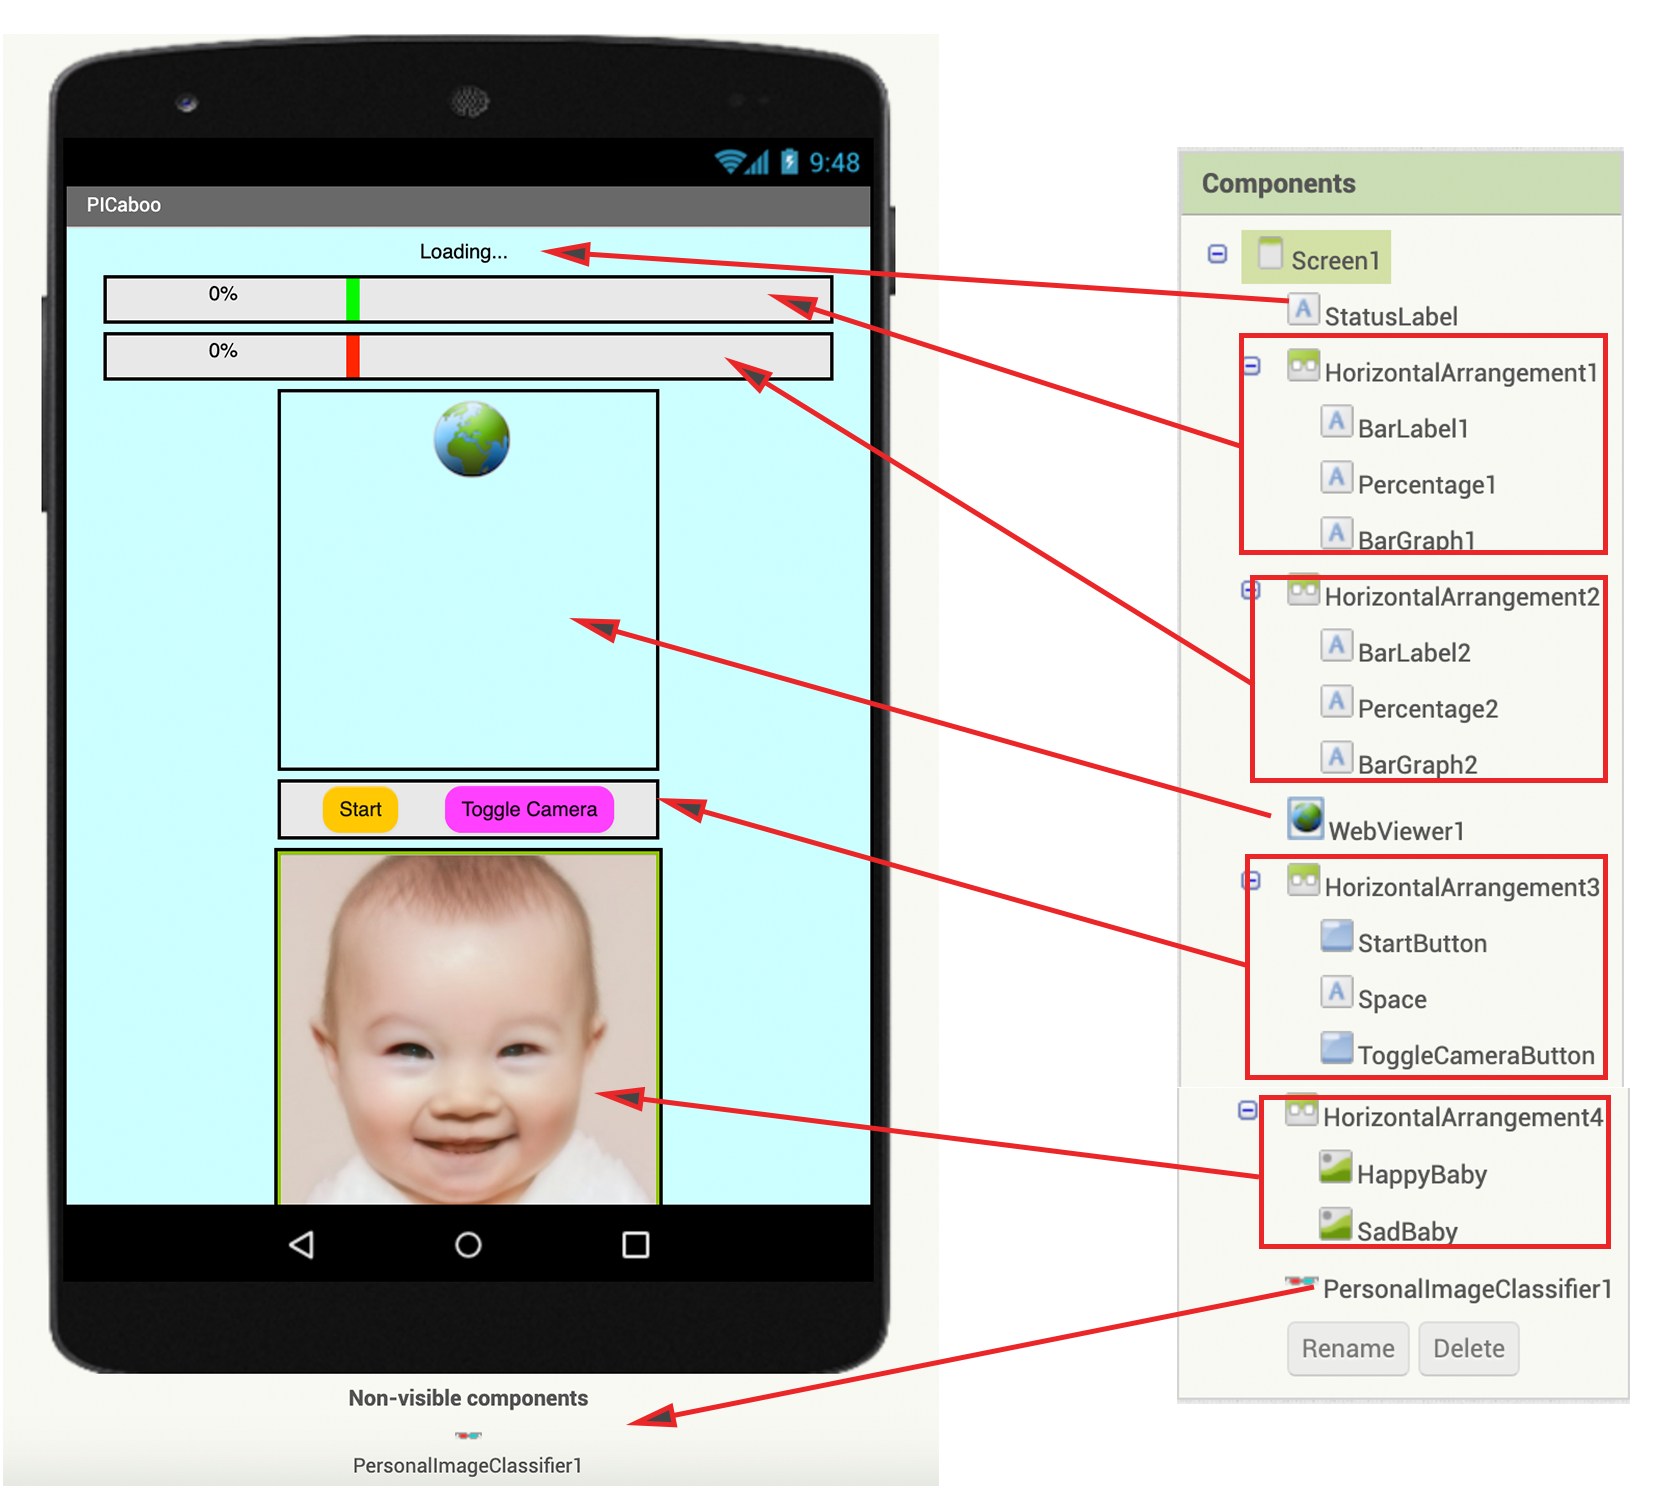 9:48
PICaboo
Loading...
0%
0%
Start
Toggle Camera
Non-visible components
PersonalImageClassifier1
Components
Screen1
A StatusLabel
HorizontalArrangement1
A BarLabel1
A Percentage1
A BarGraph1
HorizontalArrangement2
A BarLabel2
A Percentage2
A BarGraph2
WebViewer1
HorizontalArrangement3
StartButton
A Space
ToggleCameraButton
HorizontalArrangement4
HappyBaby
SadBaby
PersonalImageClassifier1
Rename Delete